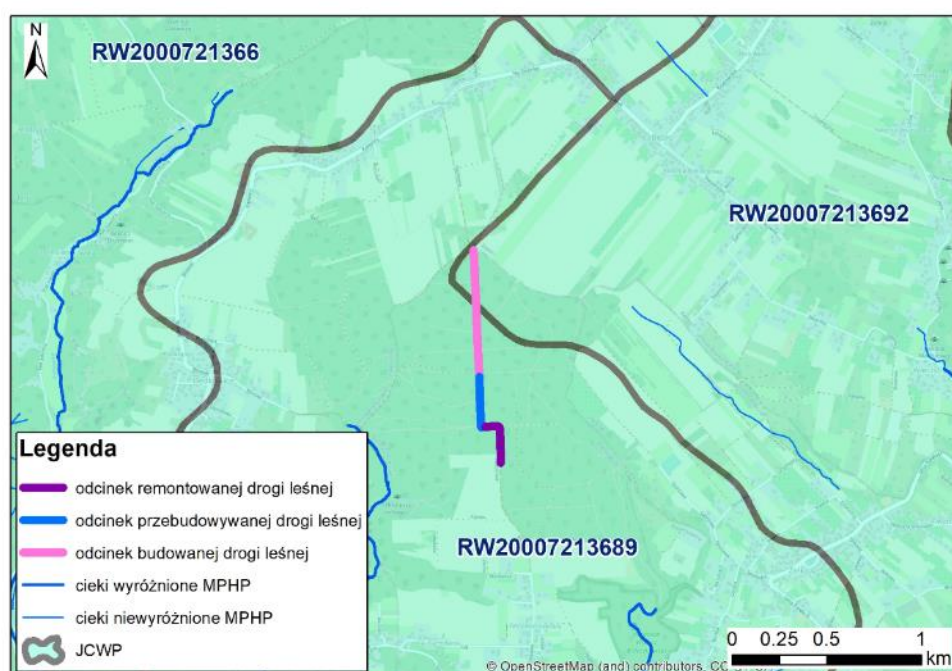 N
RW2000721366
RW20007213692
RW20007213689
Legenda
odcinek remontowanej drogi leśnej
odcinek przebudowywanej drogi leśnej
odcinek budowanej drogi leśnej
cieki wyróżnione MPHP
cieki niewyróżnione MPHP
JCWP
0 0.25 0.5 1
km
© OpenStreetMap (and) contributors, CC